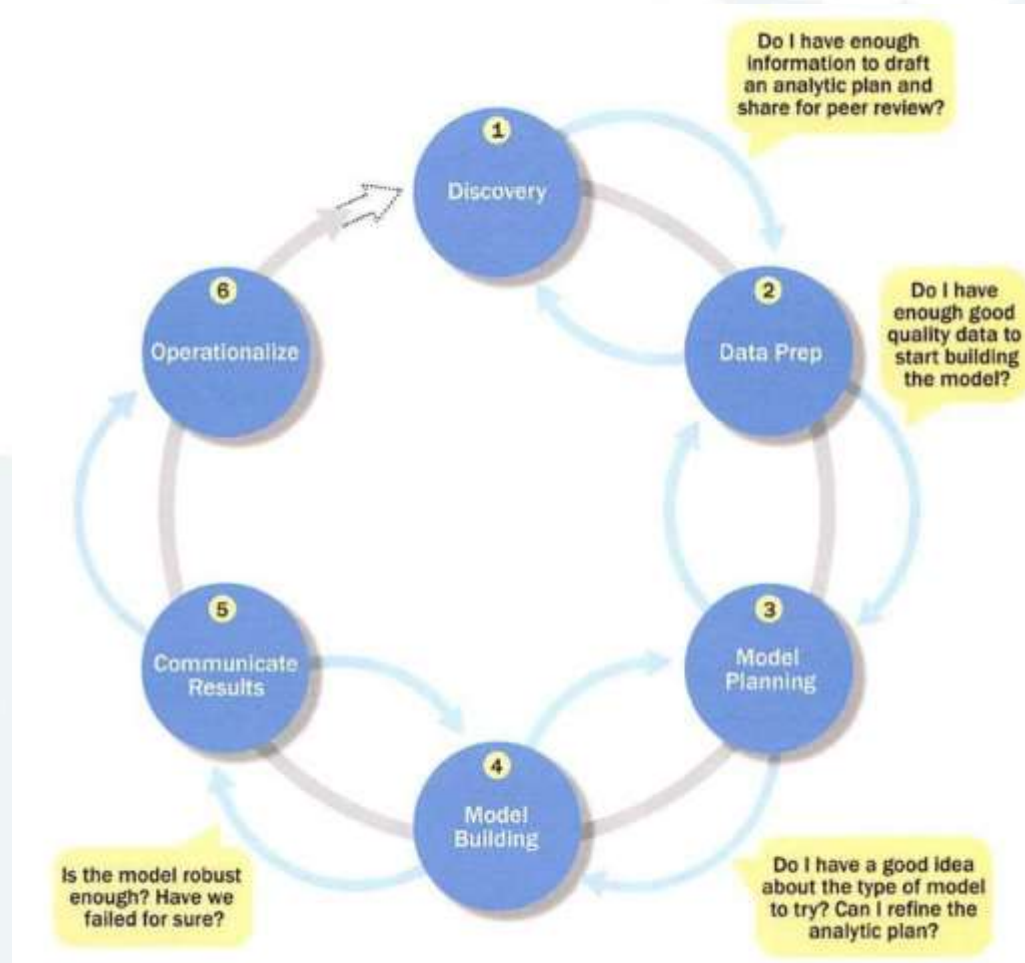 Do I have enough
information to draft
an analytic plan and
share for peer review?
1
Discovery
2
Data Prep
Do I have
enough good
quality data to
start building
the model?
3
Model
Planning
Do I have a good idea
about the type of model
to try? Can I refine the
analytic plan?
4
Model
Building
Is the model robust
enough? Have we
failed for sure?
5
Communicate
Results
6
Operationalize